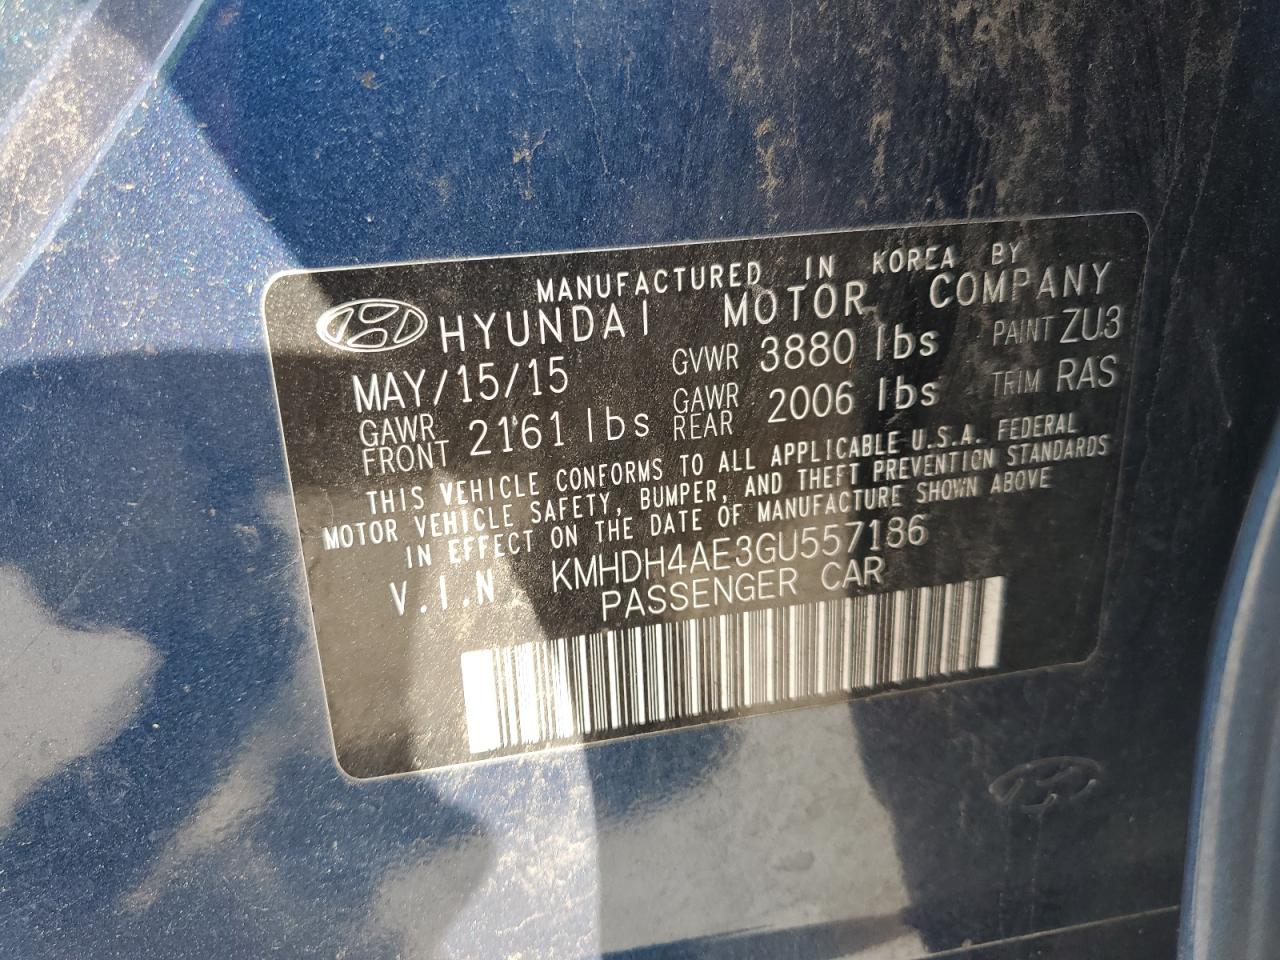 MANUFACTURED IN KOREA BY
HYUNDAI MOTOR COMPANY
MAY/15/15 GVWR 3880 lbs PAINT ZU3
GAWR FRONT 2161 lbs GAWR REAR 2006 lbs TRIM RAS
THIS VEHICLE CONFORMS TO ALL APPLICABLE U.S.A. FEDERAL
MOTOR VEHICLE SAFETY, BUMPER, AND THEFT PREVENTION STANDARDS
IN EFFECT ON THE DATE OF MANUFACTURE SHOWN ABOVE
V.I.N KMHDH4AE3GU557186
PASSENGER CAR